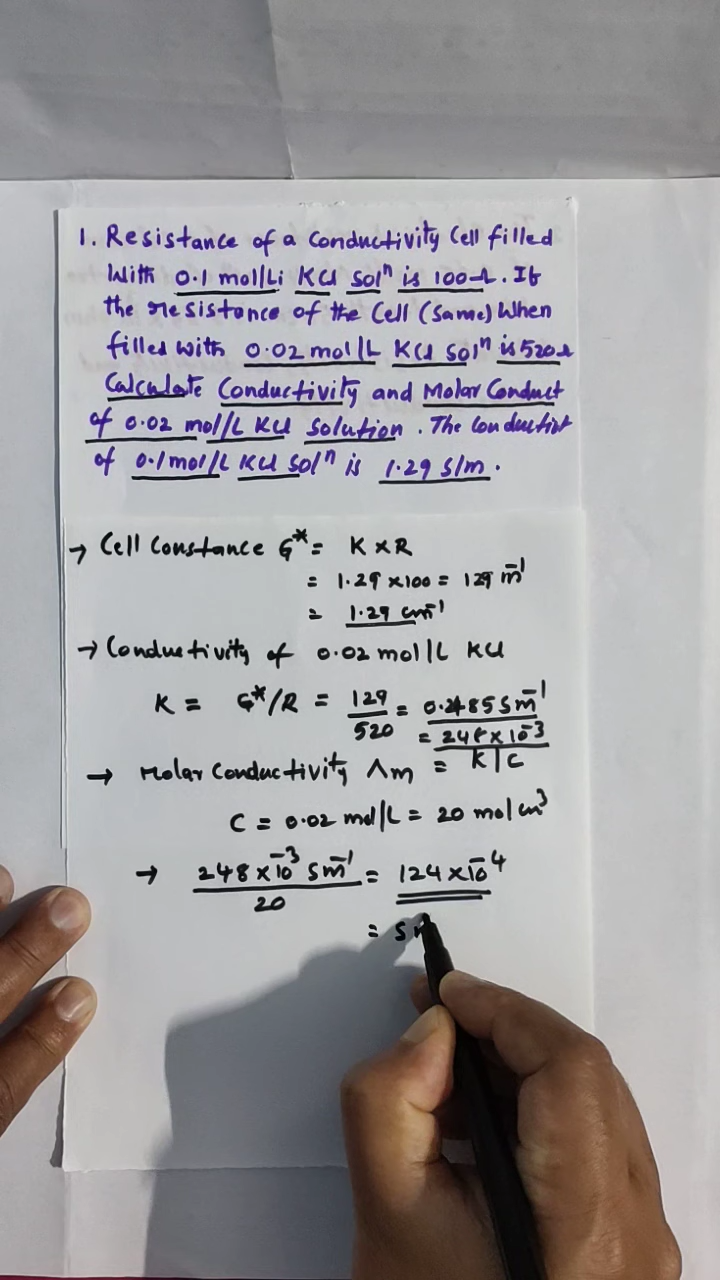 1. Resistance of a Conductivity Cell filled
With 0.1 mol/Li KCl Solⁿ is 100Ω. If
the resistance of the Cell (Same) When
filled with 0.02 mol/L KCl Solⁿ is 520Ω
Calculate Conductivity and Molar Conduct
of 0.02 mol/L KCl Solution. The Conductivt
of 0.1 mol/L KCl Solⁿ is 1.29 S/m.
→ Cell Constance G* = K × R
= 1.29 × 100 = 129 m⁻¹
= 1.29 cm⁻¹
→ Conductivity of 0.02 mol/L KCl
K = G*/R = 129/520 = 0.2485 Sm⁻¹
= 248 × 10⁻³
→ Molar Conductivity Λm = K/C
C = 0.02 mol/L = 20 mol cm³
→ 248 × 10⁻³ Sm⁻¹/20 = 124 × 10⁻⁴
= S